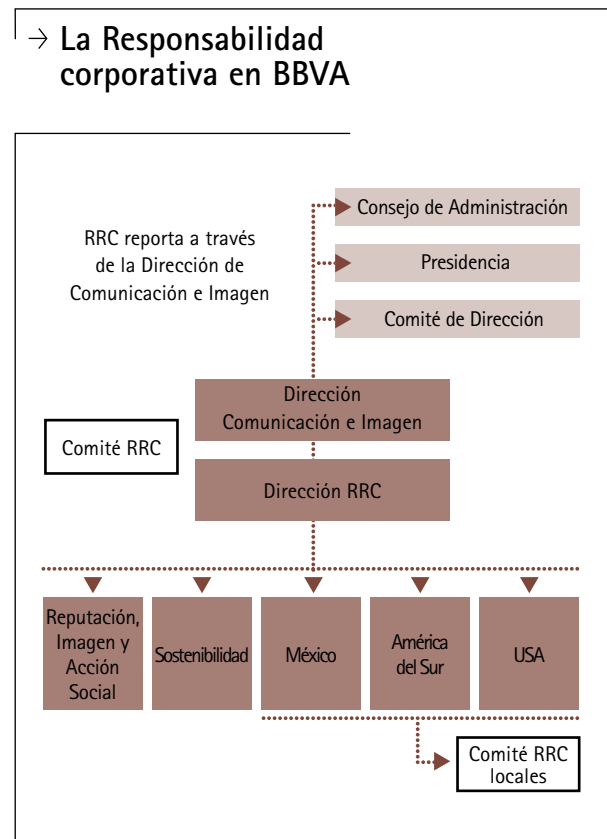 La Responsabilidad
corporativa en BBVA
RRC reporta a través
de la Dirección de
Comunicación e Imagen
Consejo de Administración
Presidencia
Comité de Dirección
Dirección
Comunicación e Imagen
Comité RRC
Dirección RRC
Reputación,
Imagen y
Acción
Social
Sostenibilidad
México
América
del Sur
USA
Comité RRC
locales